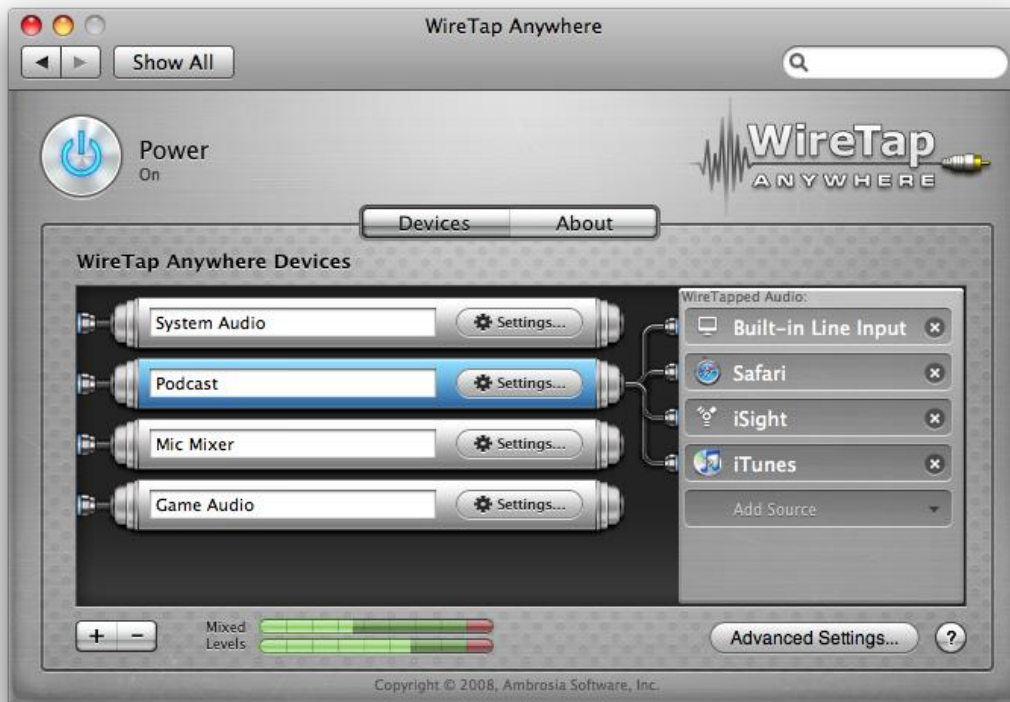 WireTap Anywhere
Show All
Power
On
WireTap
ANYWHERE
Devices
About
WireTap Anywhere Devices
WireTapped Audio:
System Audio
Settings...
Built-in Line Input
Podcast
Settings...
Safari
Mic Mixer
Settings...
iSight
Game Audio
Settings...
iTunes
Add Source
+ −
Mixed
Levels
Advanced Settings...
?
Copyright © 2008, Ambrosia Software, Inc.